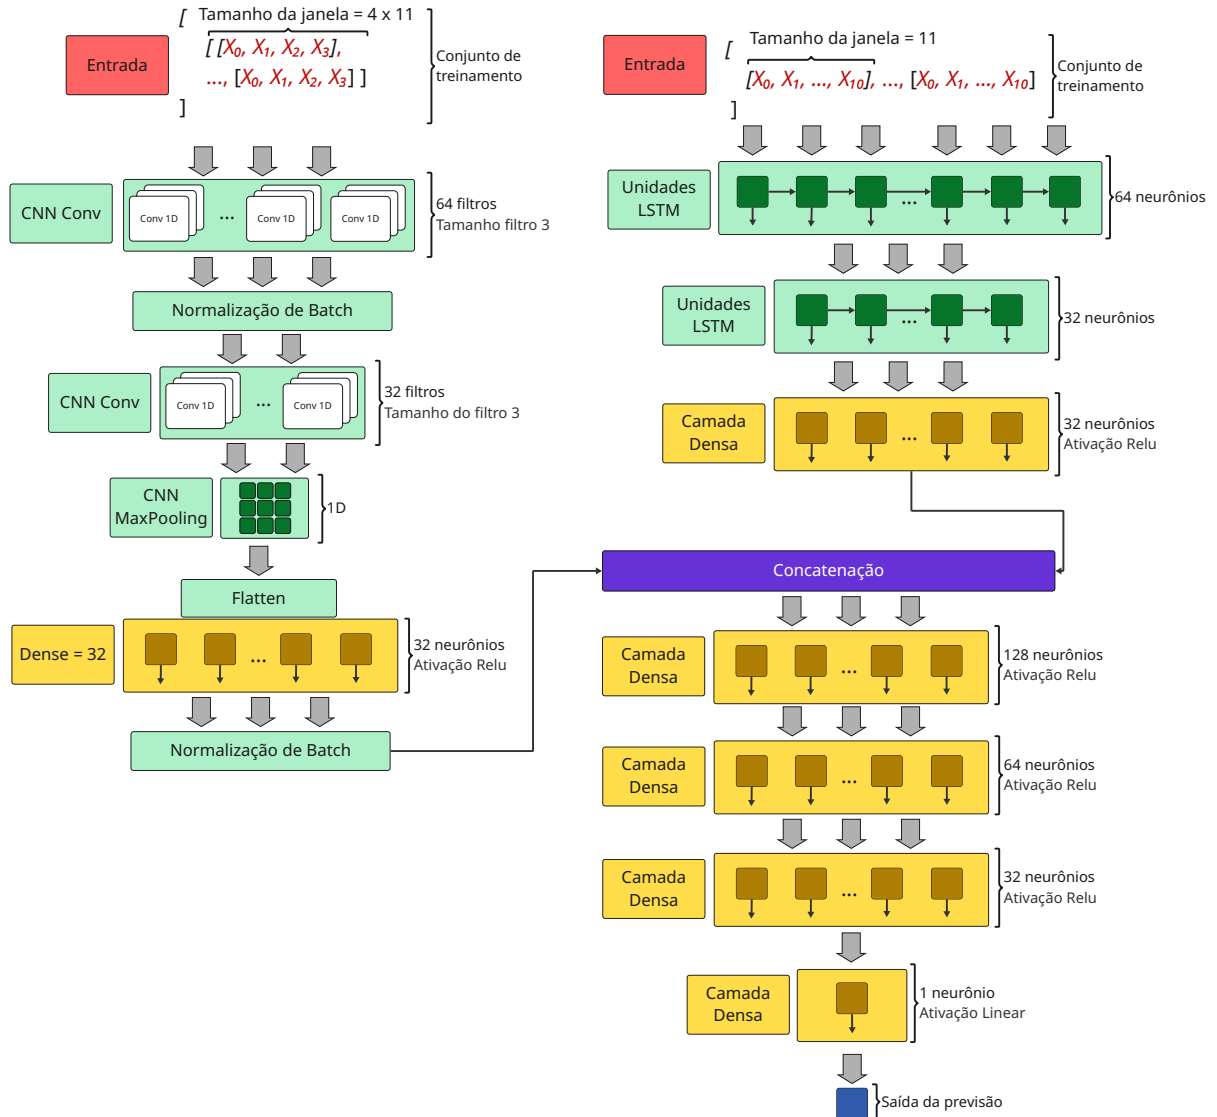 Tamanho da janela = 4 x 11
Entrada
[
[ [X₀, X₁, X₂, X₃],
..., [X₀, X₁, X₂, X₃] ]
]
Conjunto de
treinamento
CNN Conv
Conv 1D
...
Conv 1D
Conv 1D
64 filtros
Tamanho filtro 3
Normalização de Batch
CNN Conv
Conv 1D
...
Conv 1D
32 filtros
Tamanho do filtro 3
CNN
MaxPooling
1D
Flatten
Dense = 32
...
32 neurônios
Ativação Relu
Normalização de Batch
Tamanho da janela = 11
Entrada
[
[X₀, X₁, ..., X₁₀], ..., [X₀, X₁, ..., X₁₀]
]
Conjunto de
treinamento
Unidades
LSTM
...
64 neurônios
Unidades
LSTM
...
32 neurônios
Camada
Densa
...
32 neurônios
Ativação Relu
Concatenação
Camada
Densa
...
128 neurônios
Ativação Relu
Camada
Densa
...
64 neurônios
Ativação Relu
Camada
Densa
...
32 neurônios
Ativação Relu
Camada
Densa
1 neurônio
Ativação Linear
Saída da previsão